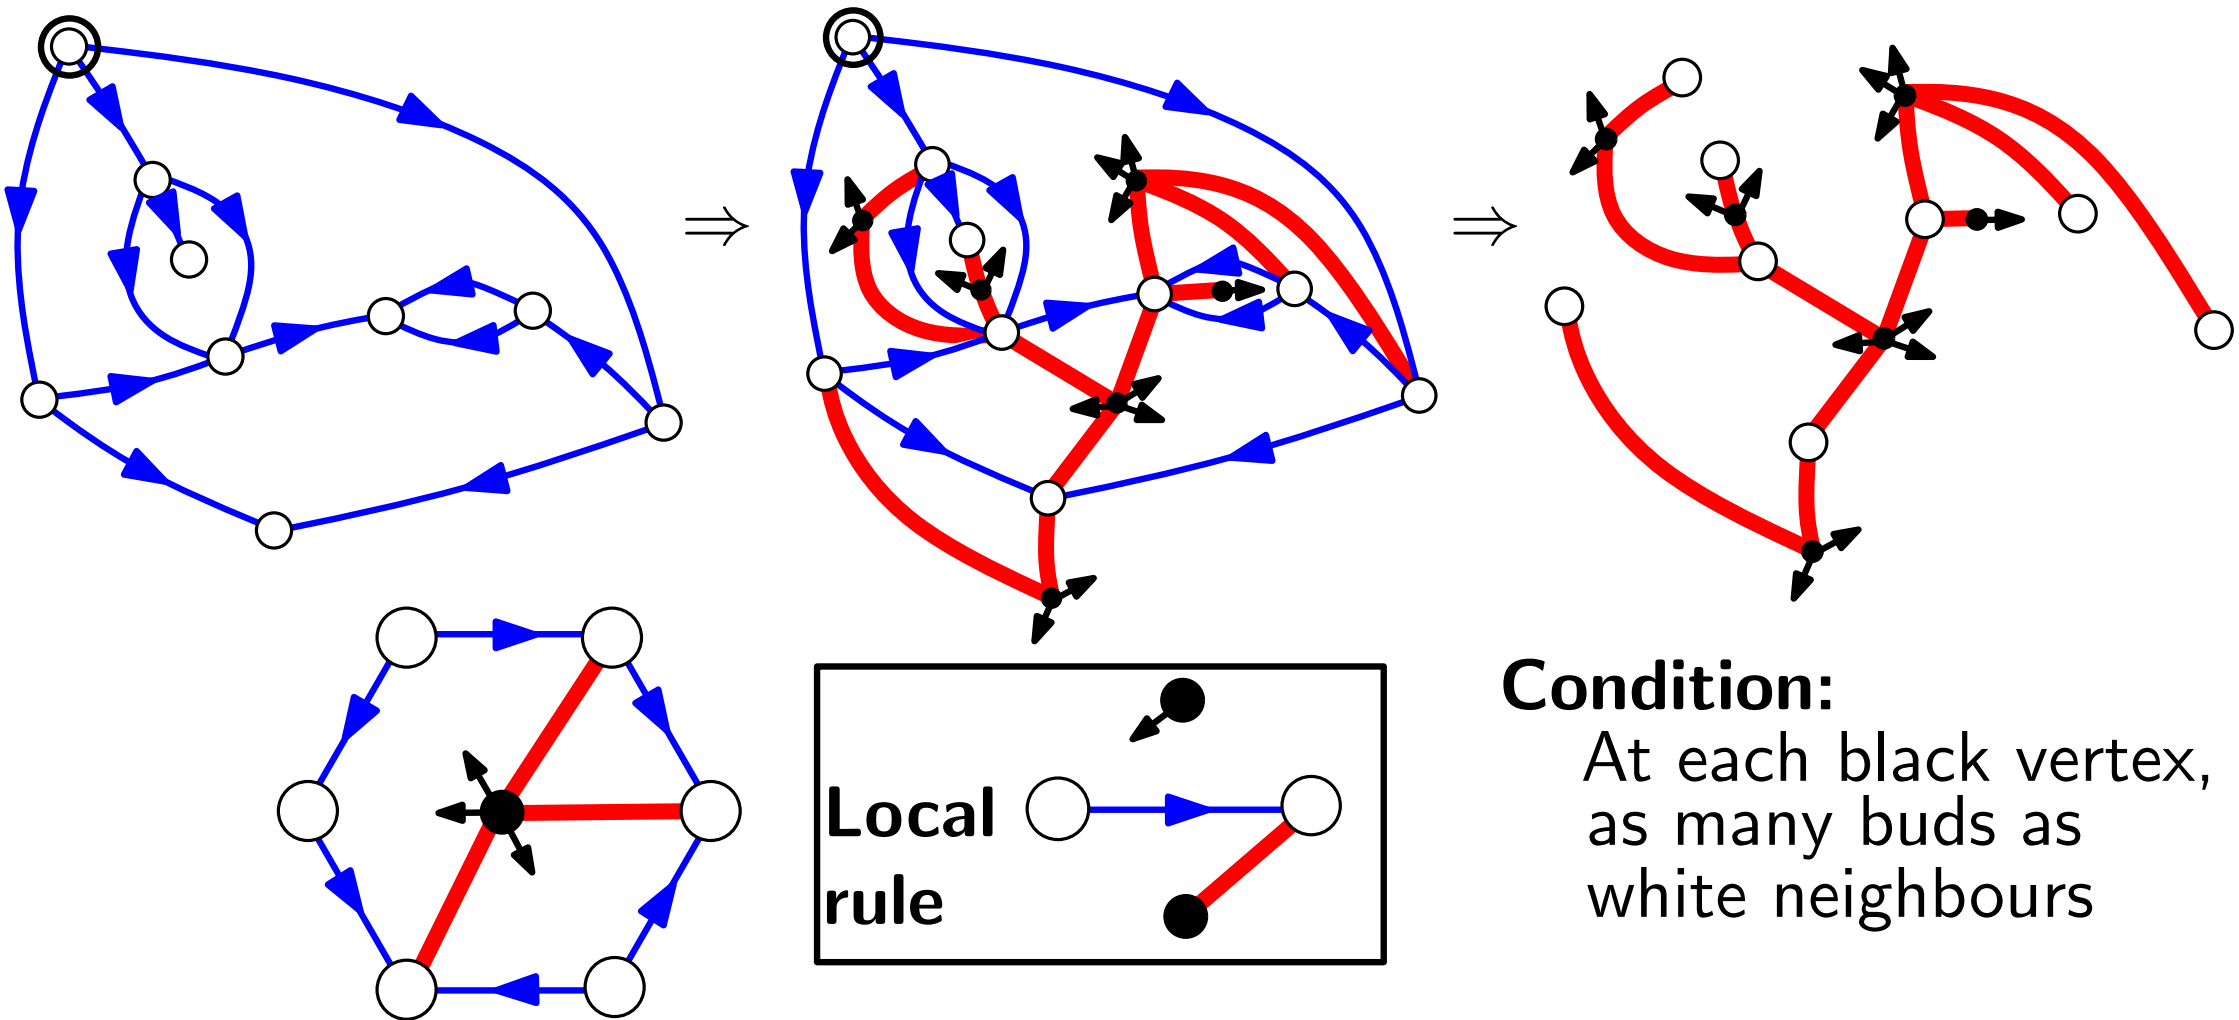 ⇒ ⇒
Local
rule
Condition:
At each black vertex,
as many buds as
white neighbours